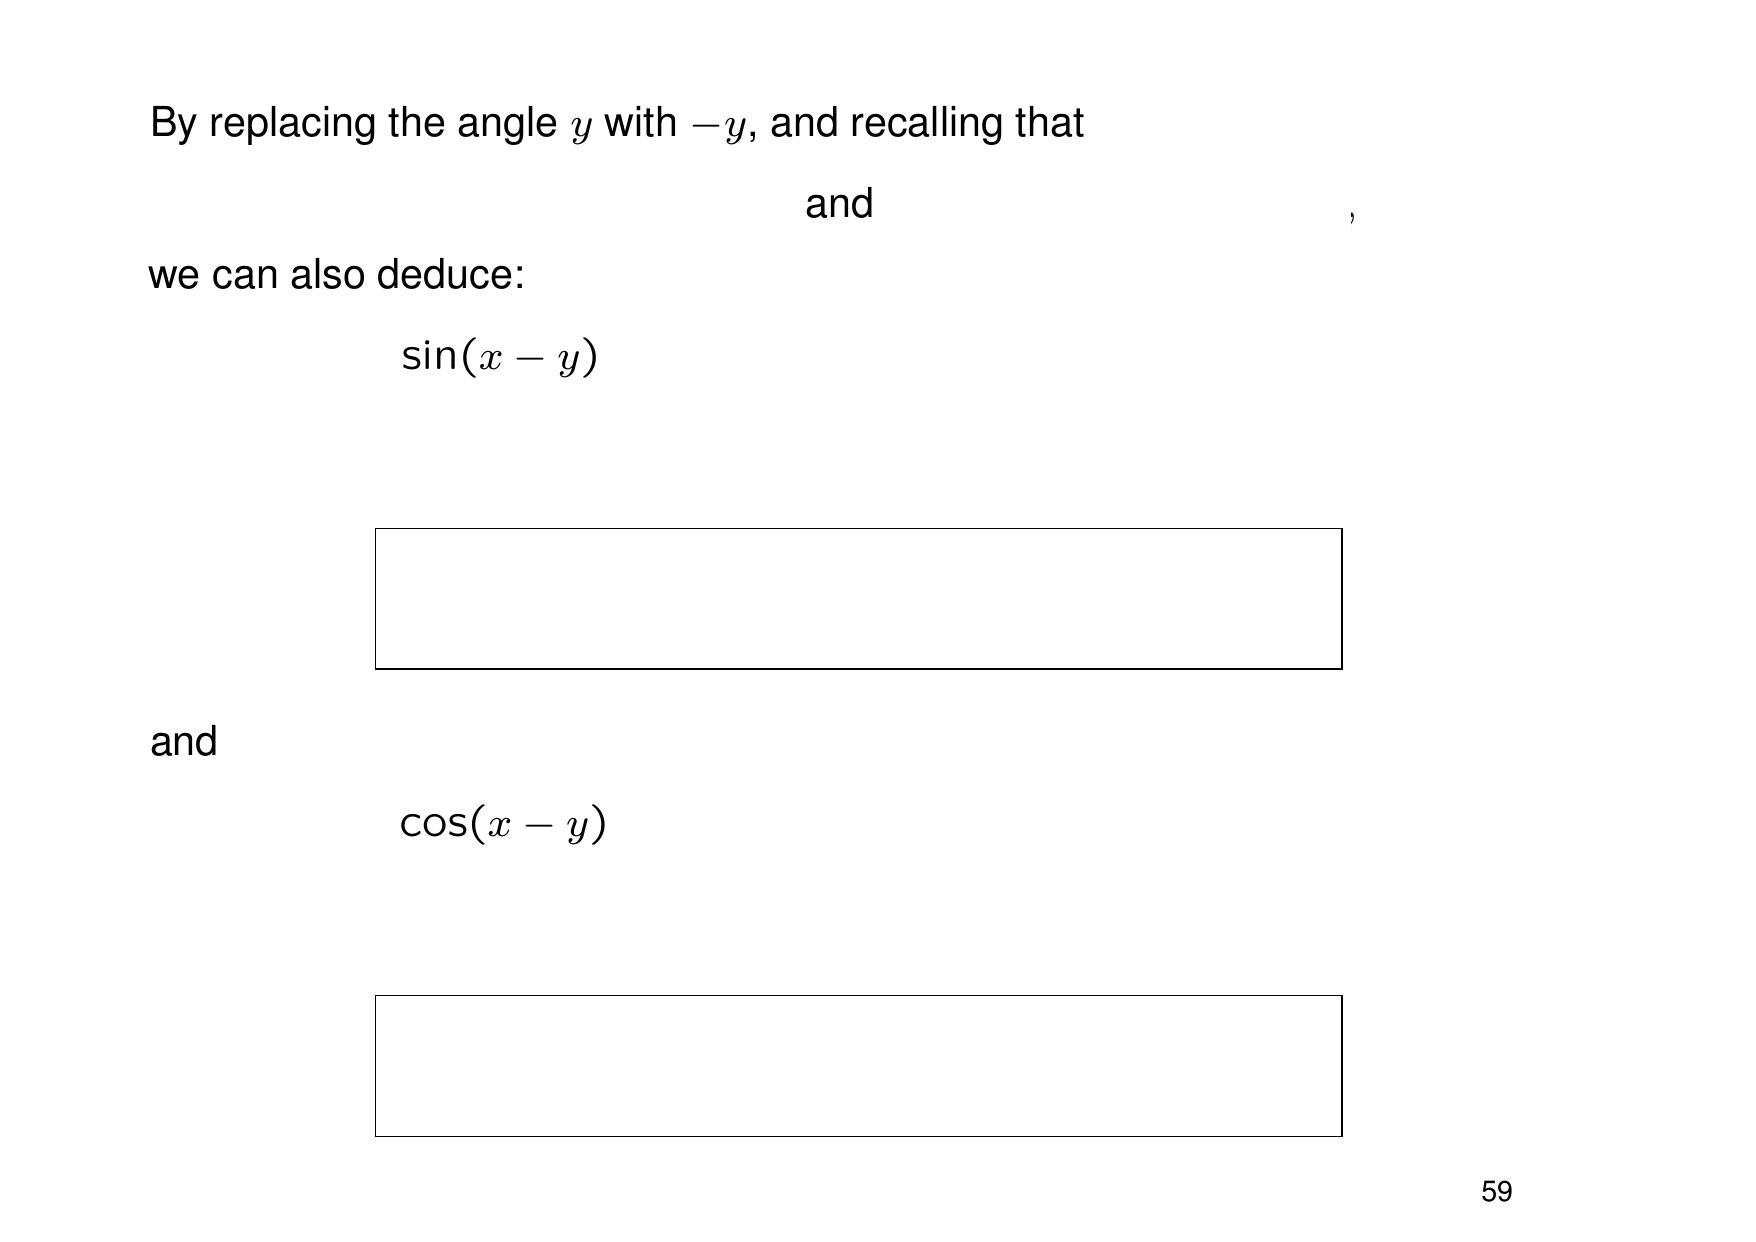 By replacing the angle y with −y, and recalling that
and ,
we can also deduce:
sin(x − y)
and
cos(x − y)
59